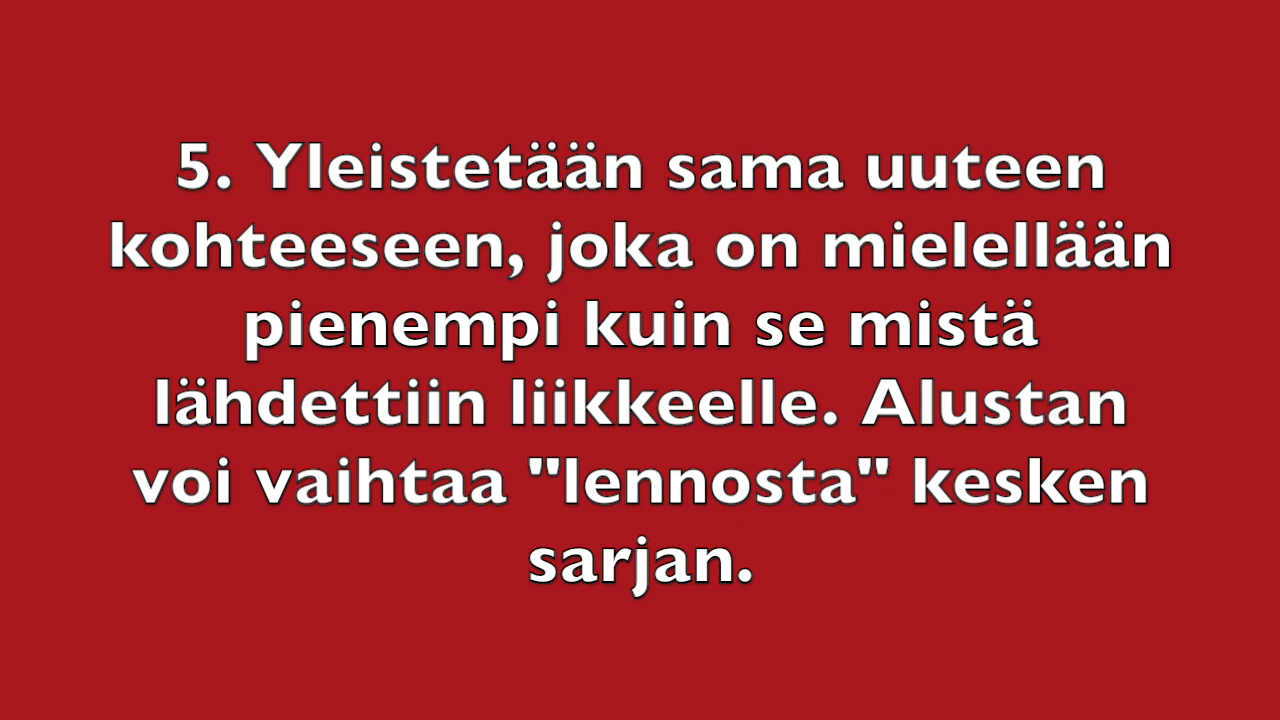 5. Yleistetään sama uuteen
kohteeseen, joka on mielellään
pienempi kuin se mistä
lähdettiin liikkeelle. Alustan
voi vaihtaa "lennosta" kesken
sarjan.